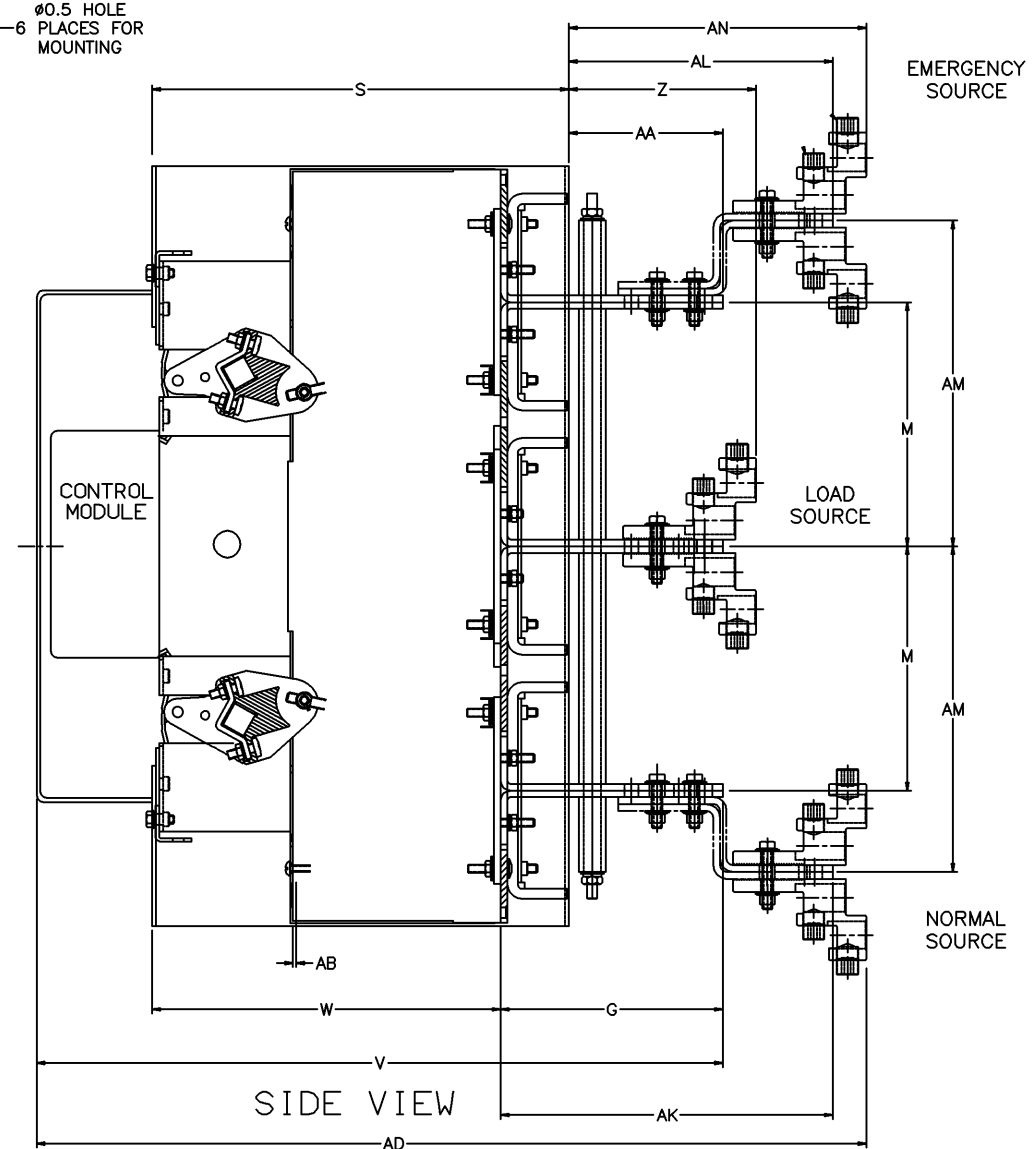 ø0.5 HOLE
6 PLACES FOR
MOUNTING
AN
AL
EMERGENCY
SOURCE
S
Z
AA
AM
M
CONTROL
MODULE
LOAD
SOURCE
M
AM
NORMAL
SOURCE
AB
W
G
V
SIDE VIEW
AK
AD